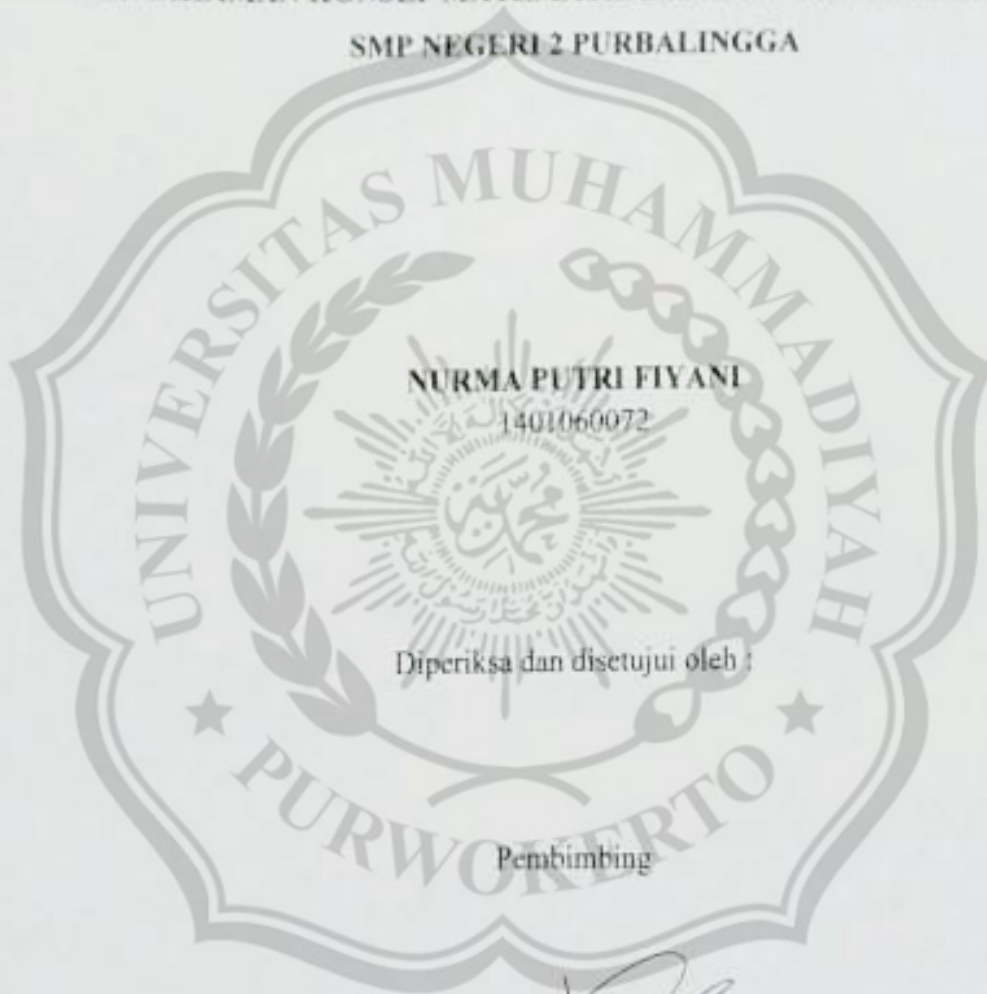 SMP NEGERI 2 PURBALINGGA
UNIVERSITAS MUHAMMADIYAH
NURMA PUTRI FIYANI
1401060072
Diperiksa dan disetujui oleh :
PURWOKERTO
Pembimbing